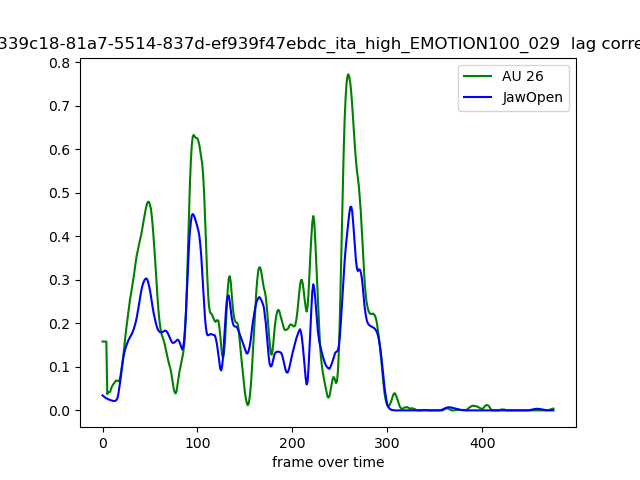 339c18-81a7-5514-837d-ef939f47ebdc_ita_high_EMOTION100_029 lag corre
AU 26
JawOpen
0.8
0.7
0.6
0.5
0.4
0.3
0.2
0.1
0.0
0 100 200 300 400
frame over time